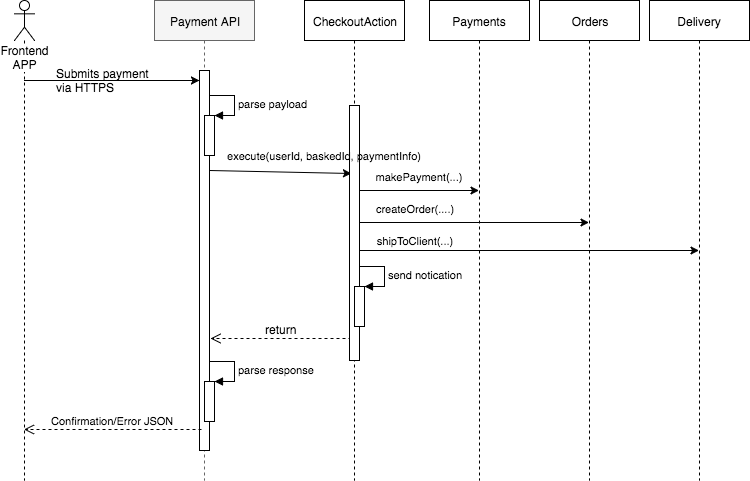 Payment API
CheckoutAction
Payments
Orders
Delivery
Frontend
APP
Submits payment
via HTTPS
parse payload
execute(userId, baskedId, paymentInfo)
makePayment(...)
createOrder(....)
shipToClient(...)
send notication
return
parse response
Confirmation/Error JSON